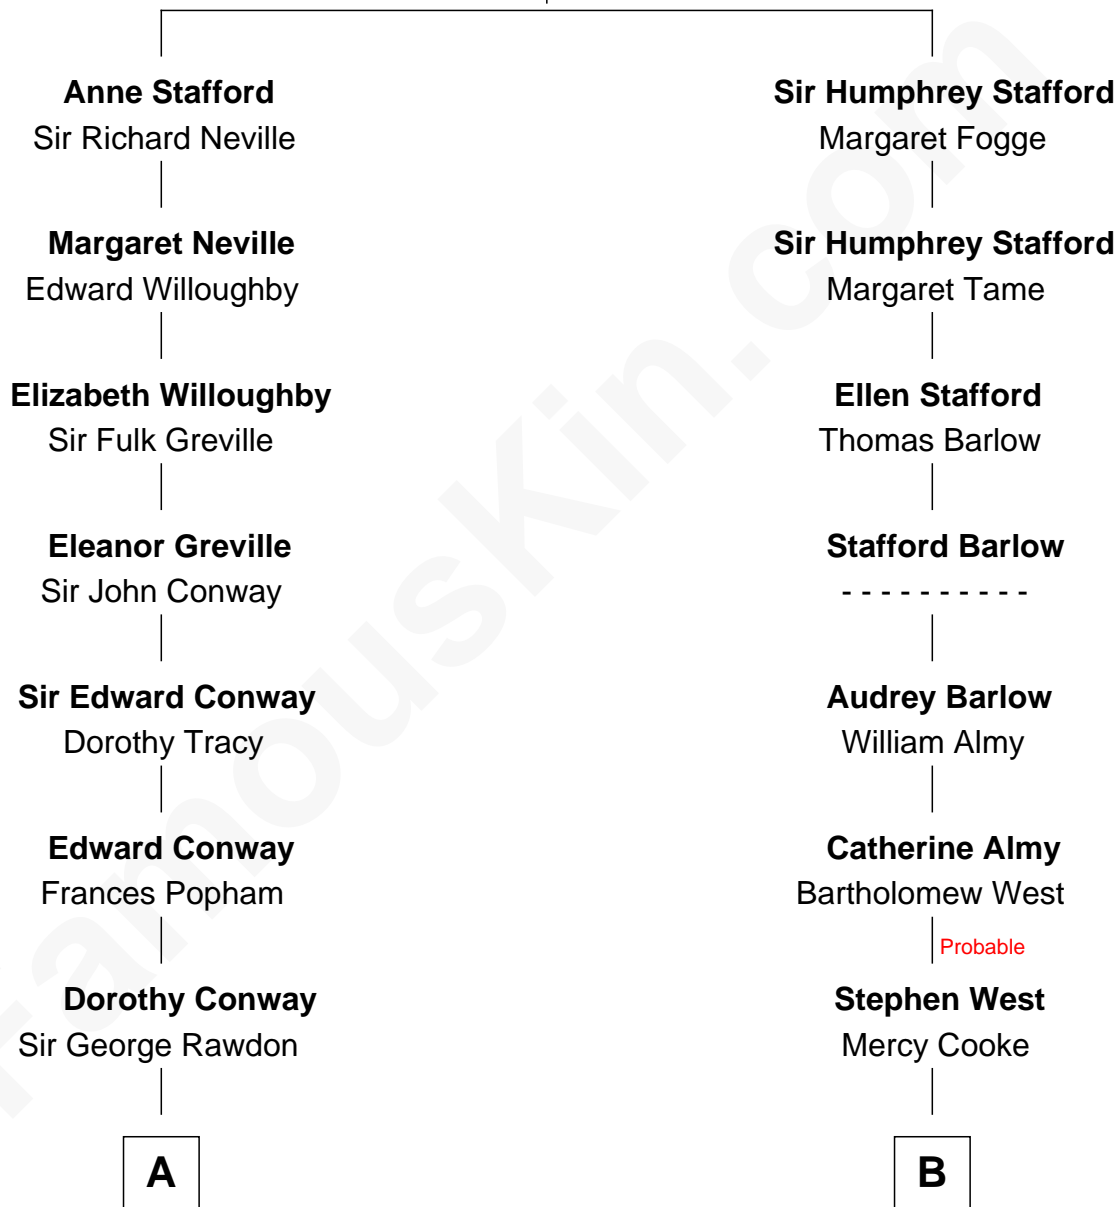 Anne Stafford
Sir Richard Neville
Margaret Neville
Edward Willoughby
Elizabeth Willoughby
Sir Fulk Greville
Eleanor Greville
Sir John Conway
Sir Edward Conway
Dorothy Tracy
Edward Conway
Frances Popham
Dorothy Conway
Sir George Rawdon
A
Sir Humphrey Stafford
Margaret Fogge
Sir Humphrey Stafford
Margaret Tame
Ellen Stafford
Thomas Barlow
Stafford Barlow
- - - - - - - - - -
Audrey Barlow
William Almy
Catherine Almy
Bartholomew West
Probable
Stephen West
Mercy Cooke
B
FamousKin.com